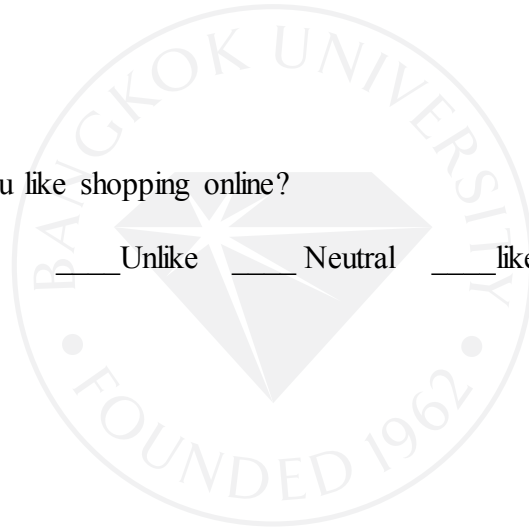 BANGKOK UNIVERSITY
u like shopping online?
____Unlike ____ Neutral ____like
FOUNDED 1962